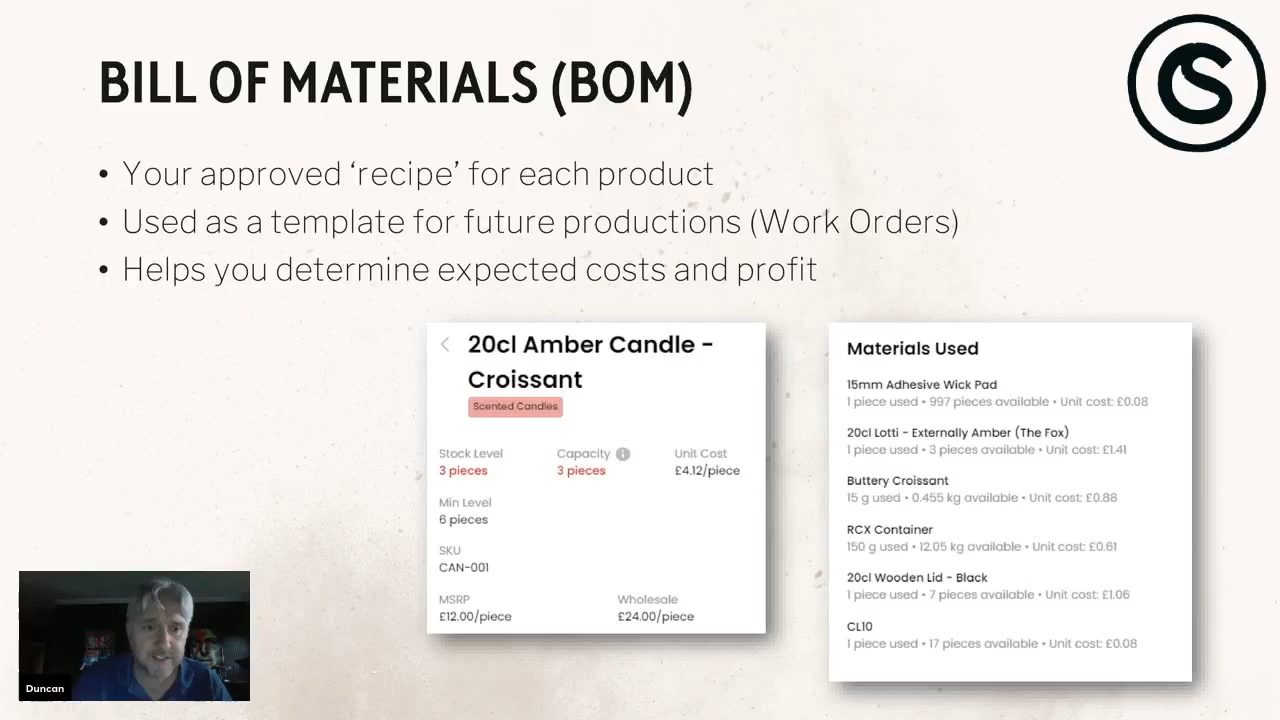 BILL OF MATERIALS (BOM)
• Your approved ‘recipe’ for each product
• Used as a template for future productions (Work Orders)
• Helps you determine expected costs and profit
20cl Amber Candle -
Croissant
Scented Candles
Stock Level Capacity i Unit Cost
3 pieces 3 pieces £4.12/piece
Min Level
6 pieces
SKU
CAN-001
MSRP Wholesale
£12.00/piece £24.00/piece
Materials Used
15mm Adhesive Wick Pad
1 piece used • 997 pieces available • Unit cost: £0.08
20cl Lotti - Externally Amber (The Fox)
1 piece used • 3 pieces available • Unit cost: £1.41
Buttery Croissant
15 g used • 0.455 kg available • Unit cost: £0.88
RCX Container
150 g used • 12.05 kg available • Unit cost: £0.61
20cl Wooden Lid - Black
1 piece used • 7 pieces available • Unit cost: £1.06
CL10
1 piece used • 17 pieces available • Unit cost: £0.08
CS
Duncan